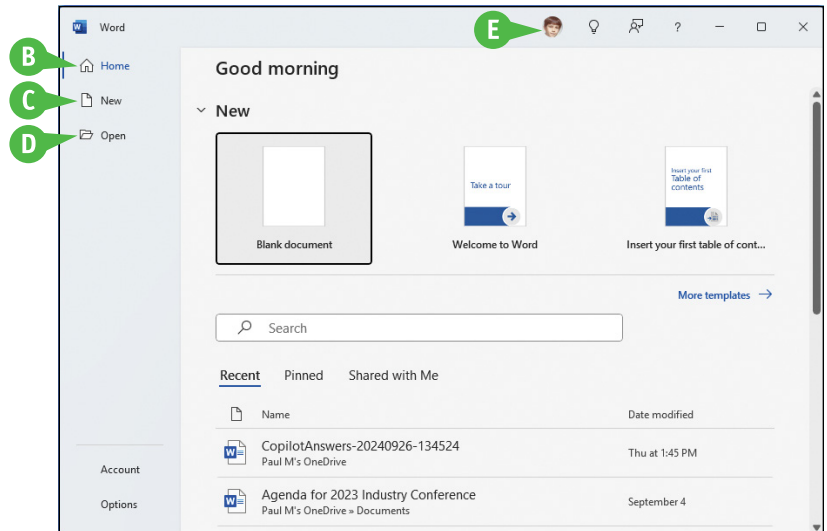 Word
E
?
B
Home
Good morning
C
New
New
D
Open
Take a tour
Insert your first
Table of
contents
Blank document
Welcome to Word
Insert your first table of cont...
More templates
Search
Recent Pinned Shared with Me
Name Date modified
CopilotAnswers-20240926-134524
Paul M's OneDrive
Thu at 1:45 PM
Account
Agenda for 2023 Industry Conference
Paul M's OneDrive » Documents
September 4
Options